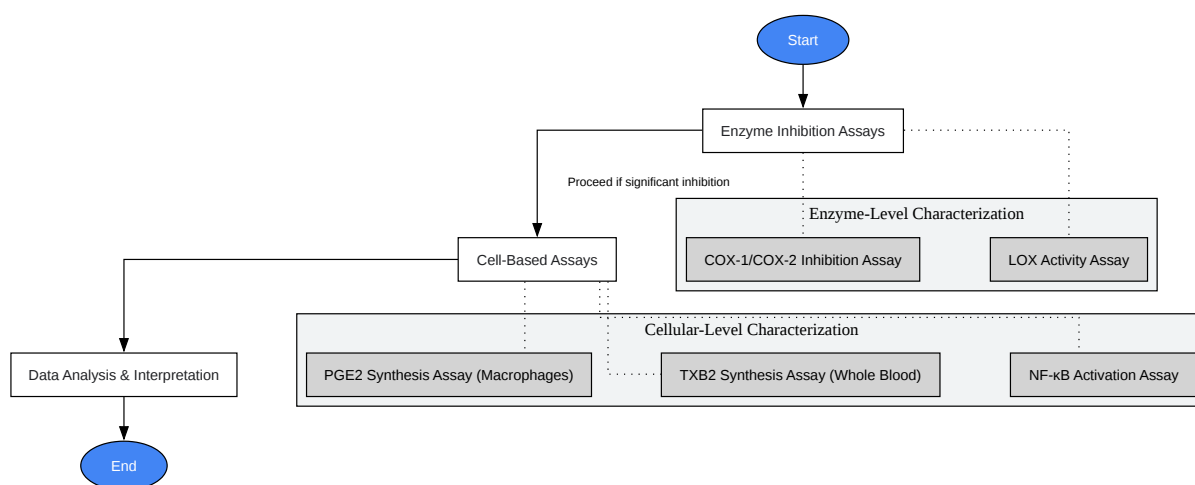 Start
Enzyme Inhibition Assays
Proceed if significant inhibition
Enzyme-Level Characterization
COX-1/COX-2 Inhibition Assay
LOX Activity Assay
Cell-Based Assays
Cellular-Level Characterization
PGE2 Synthesis Assay (Macrophages)
TXB2 Synthesis Assay (Whole Blood)
NF-κB Activation Assay
Data Analysis & Interpretation
End